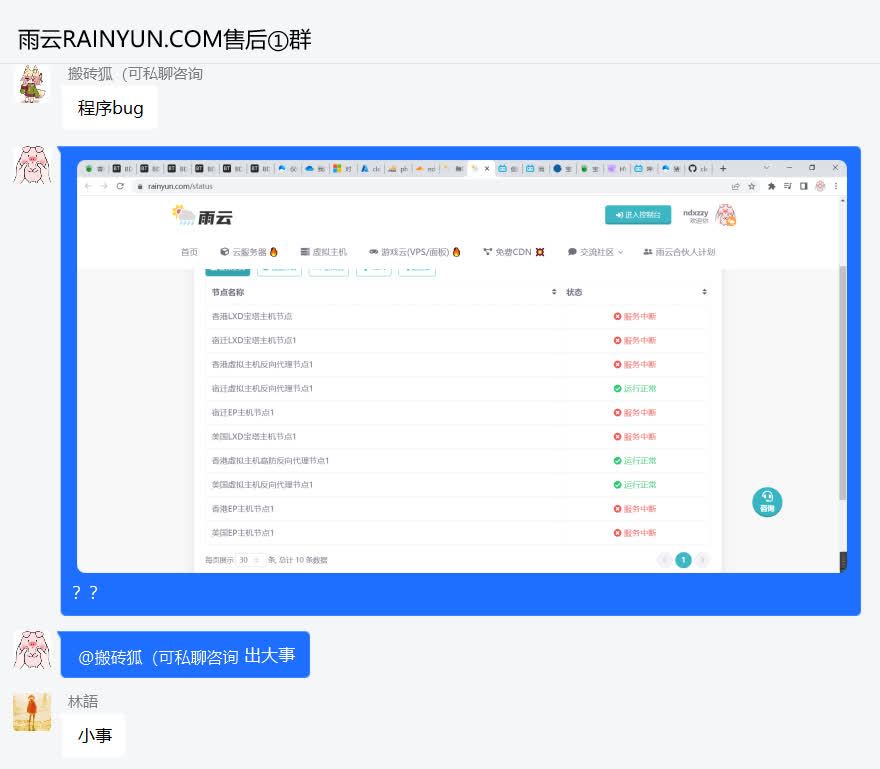 雨云RAINYUN.COM售后①群
搬砖狐（可私聊咨询
程序bug
rainyun.com/status
雨云
进入控制台
ndxzzy
欢迎你
首页 云服务器 虚拟主机 游戏云(VPS/面板) 免费CDN 交流社区 雨云合伙人计划
节点名称 状态
香港LXD宝塔主机节点 服务中断
宿迁LXD宝塔主机节点1 服务中断
香港虚拟主机反向代理节点1 服务中断
宿迁虚拟主机反向代理节点1 运行正常
宿迁EP主机节点1 服务中断
美国LXD宝塔主机节点1 服务中断
香港虚拟主机高防反向代理节点1 运行正常
美国虚拟主机反向代理节点1 运行正常
香港EP主机节点1 服务中断
美国EP主机节点1 服务中断
咨询
每页展示 30 条, 总计 10 条数据
1
？？
@搬砖狐（可私聊咨询 出大事
林語
小事